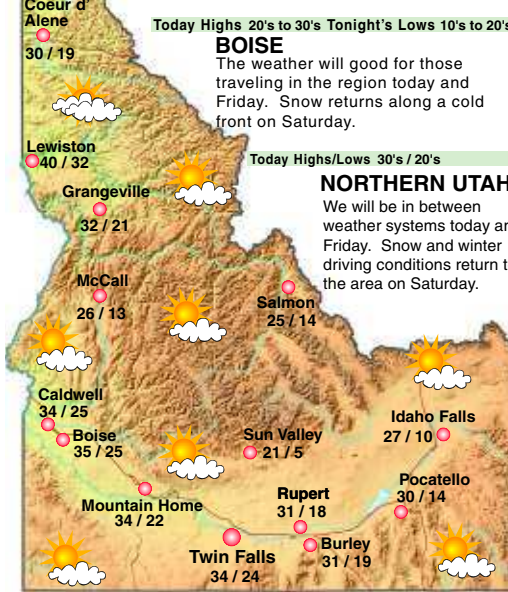 Coeur d'
Alene
30 / 19
Today Highs 20's to 30's Tonight's Lows 10's to 20's
BOISE
The weather will good for those
traveling in the region today and
Friday. Snow returns along a cold
front on Saturday.
Lewiston
40 / 32
Today Highs/Lows 30's / 20's
Grangeville
32 / 21
NORTHERN UTAH
We will be in between
weather systems today
Friday. Snow and winter
driving conditions return
the area on Saturday.
McCall
26 / 13
Salmon
25 / 14
Caldwell
34 / 25
Boise
35 / 25
Sun Valley
21 / 5
Idaho Falls
27 / 10
Mountain Home
34 / 22
Rupert
31 / 18
Pocatello
30 / 14
Twin Falls
34 / 24
Burley
31 / 19